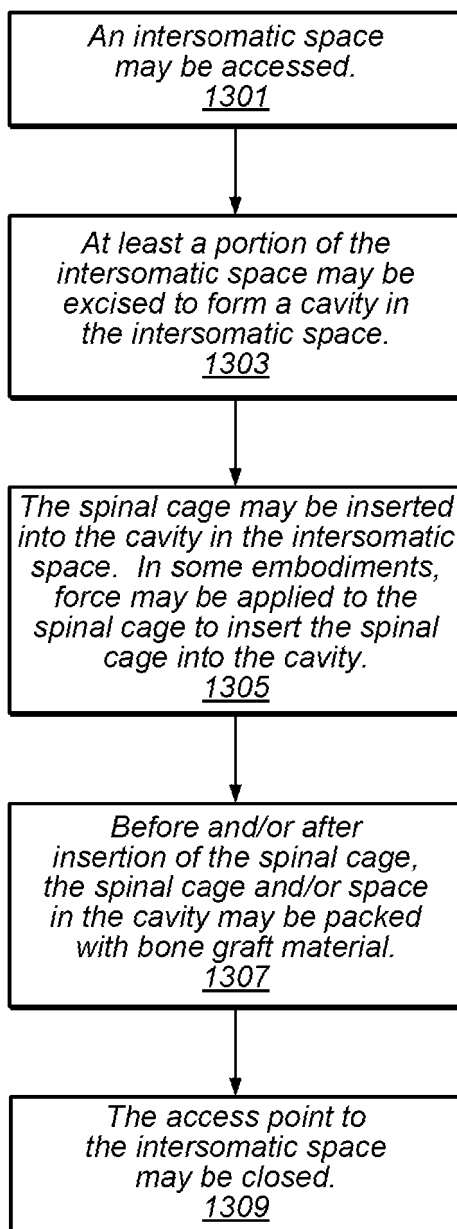 An intersomatic space
may be accessed.
1301
At least a portion of the
intersomatic space may be
excised to form a cavity in
the intersomatic space.
1303
The spinal cage may be inserted
into the cavity in the intersomatic
space.  In some embodiments,
force may be applied to the
spinal cage to insert the spinal
cage into the cavity.
1305
Before and/or after
insertion of the spinal cage,
the spinal cage and/or space
in the cavity may be packed
with bone graft material.
1307
The access point to
the intersomatic space
may be closed.
1309